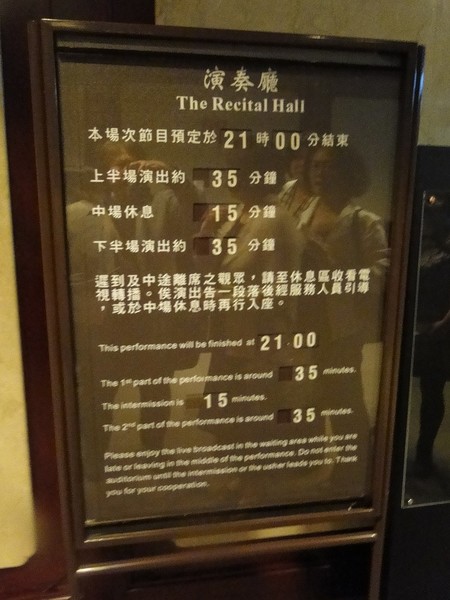 演奏廳
The Recital Hall
本場次節目預定於 21 時 00 分結束
上半場演出約 35 分鐘
中場休息 15 分鐘
下半場演出約 35 分鐘
遲到及中途離席之觀眾，請至休息區收看電
視轉播。俟演出告一段落後經服務人員引導
，或於中場休息時再行入座。
This performance will be finished at 21:00
The 1st part of the performance is around 35 minutes.
The intermission is 15 minutes.
The 2nd part of the performance is around 35 minutes.
Please enjoy the live broadcast in the waiting area while you are
late or leaving in the middle of the performance. Do not enter the
auditorium until the intermission or the usher leads you to. Thank
you for your cooperation.